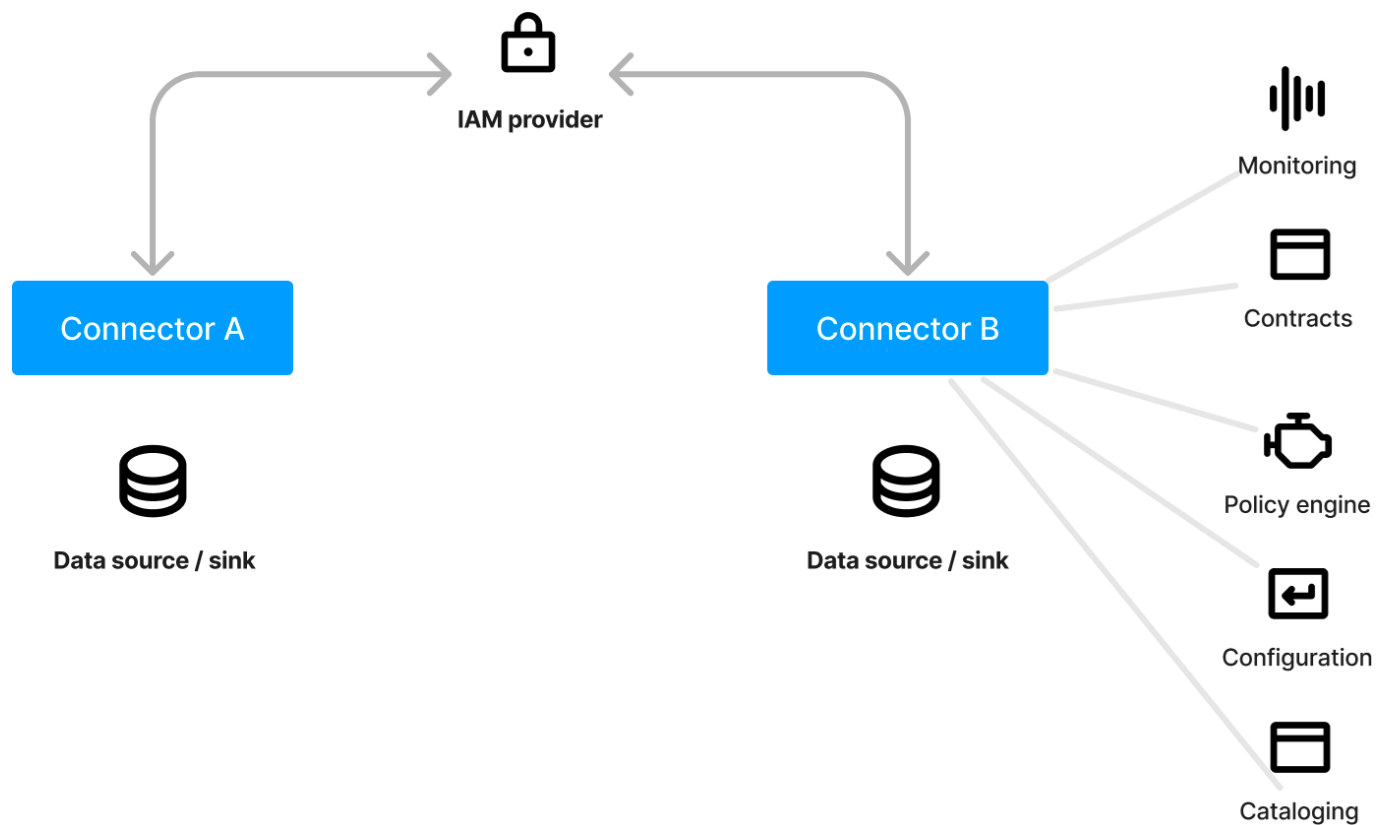 IAM provider
Monitoring
Contracts
Connector A
Connector B
Policy engine
Data source / sink
Data source / sink
Configuration
Cataloging